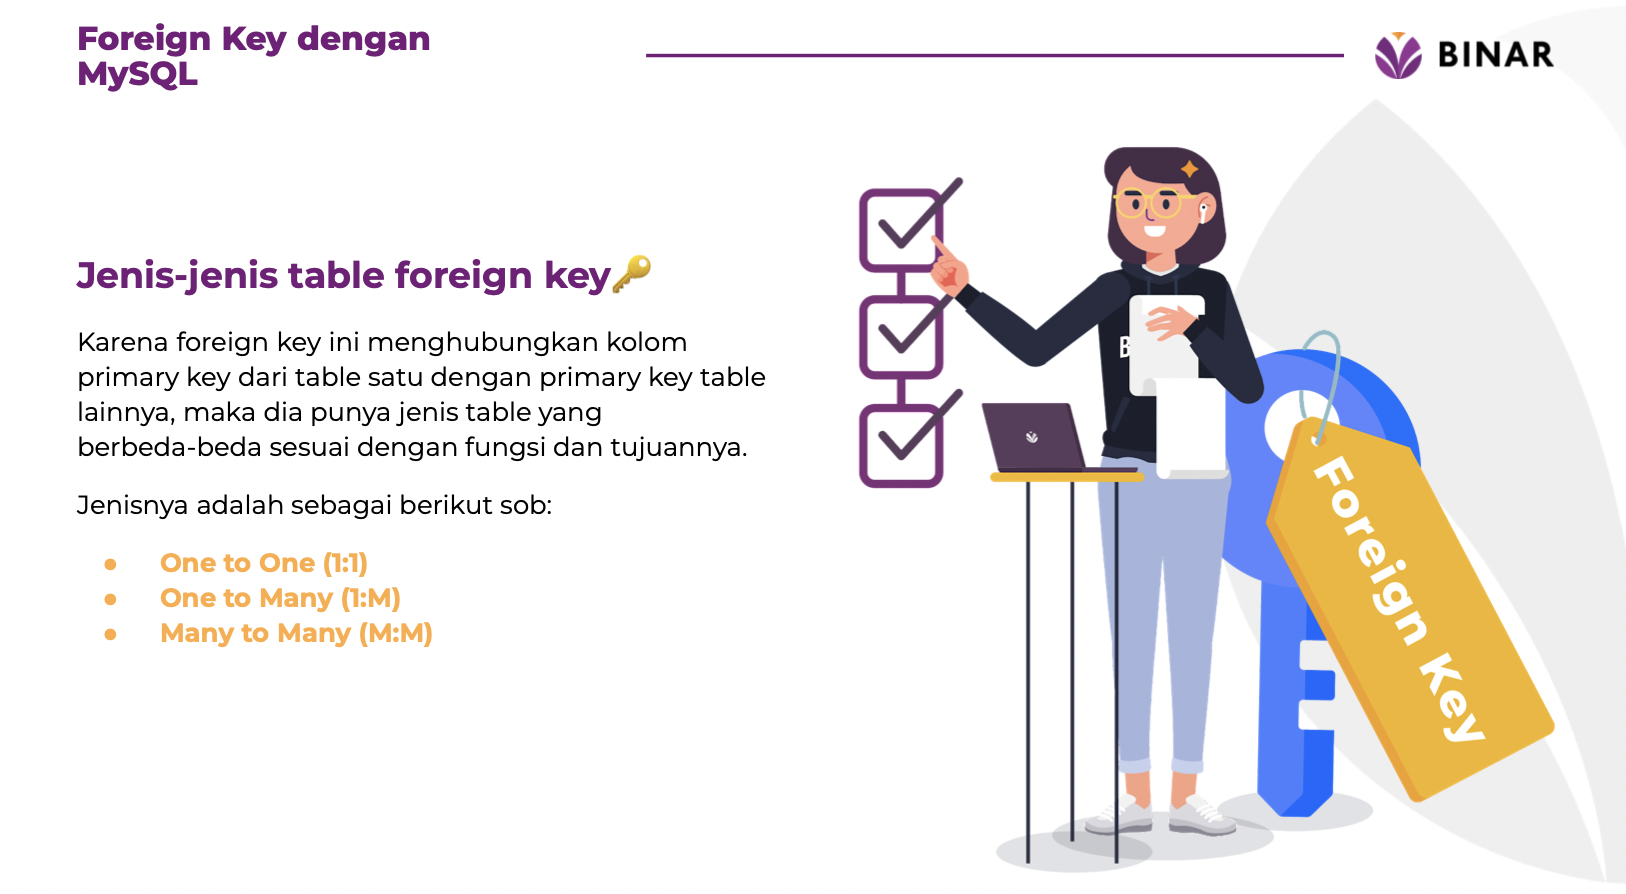 Foreign Key dengan
MySQL
BINAR
Jenis-jenis table foreign key🔑
Karena foreign key ini menghubungkan kolom
primary key dari table satu dengan primary key table
lainnya, maka dia punya jenis table yang
berbeda-beda sesuai dengan fungsi dan tujuannya.
Jenisnya adalah sebagai berikut sob:
● One to One (1:1)
● One to Many (1:M)
● Many to Many (M:M)
B
Foreign Key